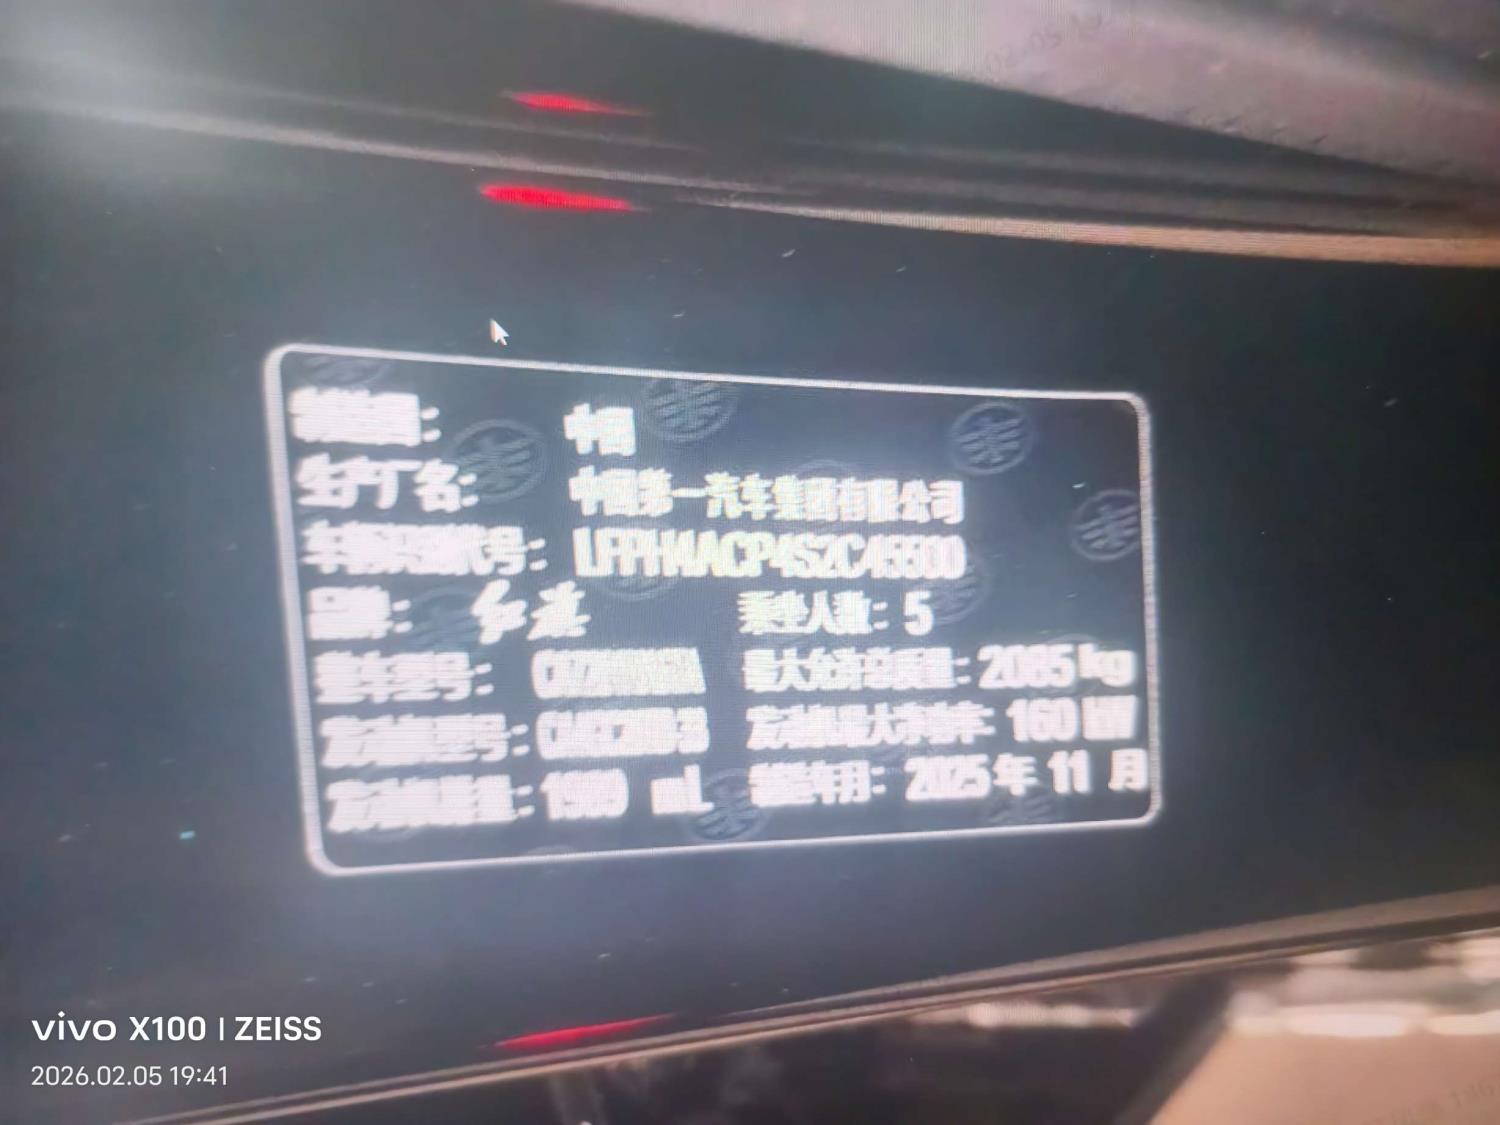 制造国： 中国
生产厂名： 中国第一汽车集团有限公司
车辆识别代号：
品牌： 红旗 乘坐人数： 5
整车型号： 最大允许总质量： 2065 kg
发动机型号： 发动机最大净功率： 160 kW
发动机排量： 1999 mL 制造年月： 2025年 11 月
vivo X100 | ZEISS
2026.02.05 19:41